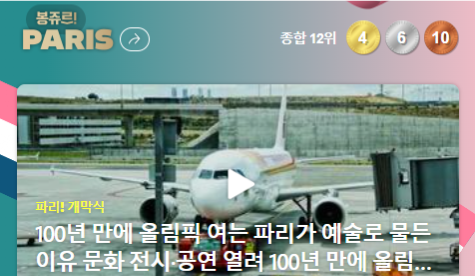 봉쥬르!
PARIS
종합 12위 4 6 10
파리! 개막식
100년 만에 올림픽 여는 파리가 예술로 물든
이유 문화 전시·공연 열려 100년 만에 올림...